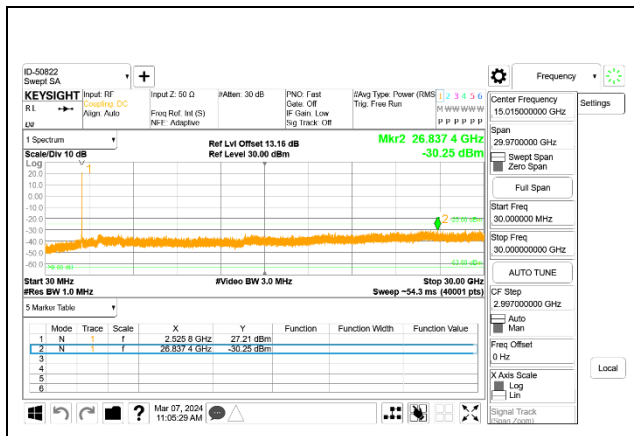 ID-50822
Swept SA
+
Frequency
KEYSIGHT
Input: RF
Input Z: 50 Ω
#Atten: 30 dB
PNO: Fast
#Avg Type: Power (RMS
1 2 3 4 5 6
R L
Coupling: DC
Gate: Off
Trig: Free Run
Align: Auto
Freq Ref: Int (S)
IF Gain: Low
M W W W W W
NFE: Adaptive
Sig Track: Off
P P P P P P
Center Frequency
15.015000000 GHz
Settings
1 Spectrum
Ref Lvl Offset 13.16 dB
Mkr2 26.837 4 GHz
Scale/Div 10 dB
Ref Level 30.00 dBm
-30.25 dBm
Span
29.9700000 GHz
Swept Span
Zero Span
Log
20.0
10.0
0.00
-10.0
-20.0
-30.0
-40.0
-50.0
-60.0
1
2
Full Span
Start Freq
30.000000 MHz
Stop Freq
30.000000000 GHz
AUTO TUNE
Start 30 MHz
#Video BW 3.0 MHz
Stop 30.00 GHz
#Res BW 1.0 MHz
Sweep ~54.3 ms (40001 pts)
CF Step
2.997000000 GHz
Auto
Man
5 Marker Table
Mode Trace Scale X Y Function Function Width Function Value
1 N 1 f 2.525 8 GHz 27.21 dBm
2 N 1 f 26.837 4 GHz -30.25 dBm
3
4
5
6
Freq Offset
0 Hz
X Axis Scale
Log
Lin
Local
Signal Track
(Span Zoom)
?
Mar 07, 2024
11:05:29 AM